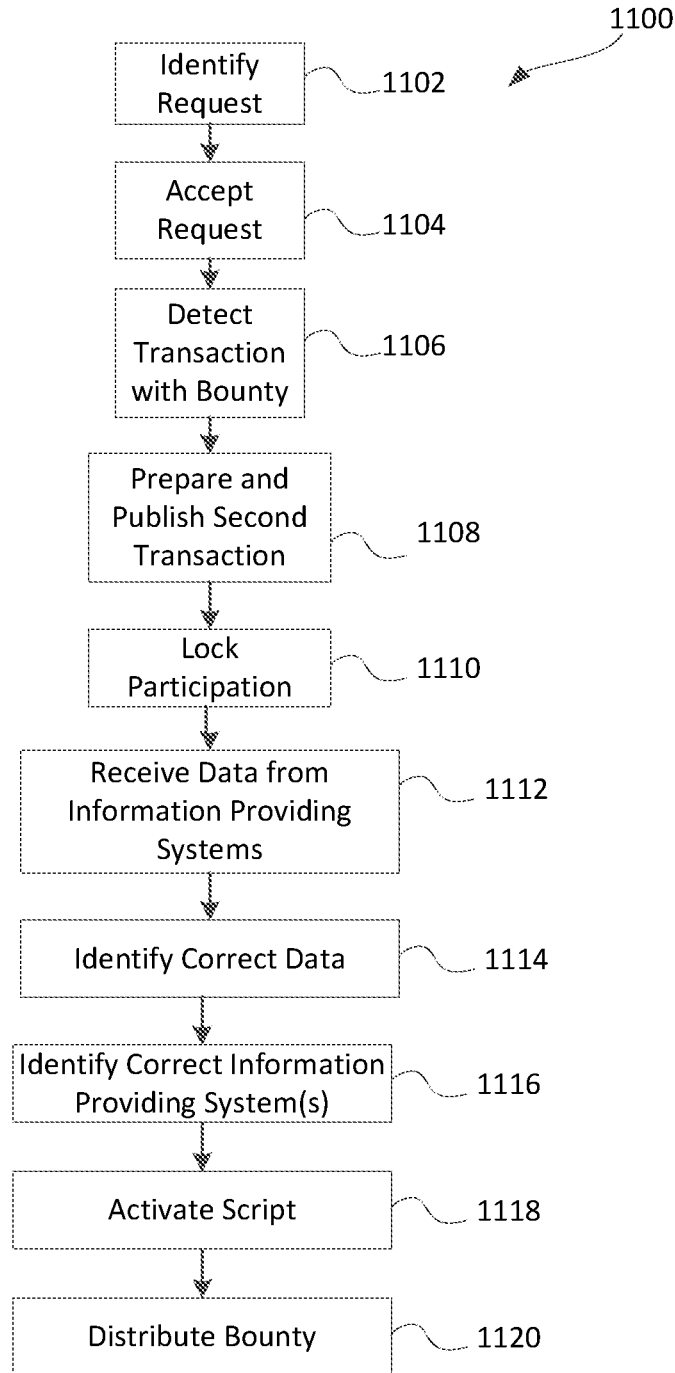 1100
Identify
Request
1102
Accept
Request
1104
Detect
Transaction
with Bounty
1106
Prepare and
Publish Second
Transaction
1108
Lock
Participation
1110
Receive Data from
Information Providing
Systems
1112
Identify Correct Data
1114
Identify Correct Information
Providing System(s)
1116
Activate Script
1118
Distribute Bounty
1120